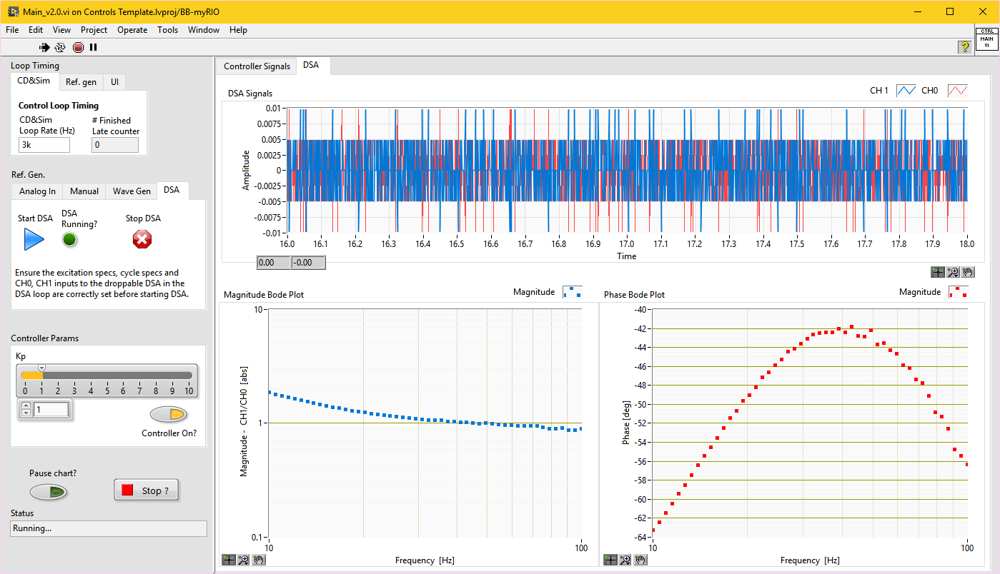 Main_v2.0.vi on Controls Template.lvproj/BB-myRIO
File Edit View Project Operate Tools Window Help
CTRL
MAIN
VI
Loop Timing
CD&Sim Ref. gen UI
Control Loop Timing
CD&Sim
Loop Rate (Hz)
# Finished
Late counter
3k 0
Ref. Gen.
Analog In Manual Wave Gen DSA
Start DSA
DSA
Running?
Stop DSA
Ensure the excitation specs, cycle specs and
CH0, CH1 inputs to the droppable DSA in the
DSA loop are correctly set before starting DSA.
Controller Params
Kp
0 1 2 3 4 5 6 7 8 9 10
1
Controller On?
Pause chart?
Stop ?
Status
Running...
Controller Signals DSA
DSA Signals
CH 1 CH0
Amplitude
0.01
0.0075
0.005
0.0025
0
-0.0025
-0.005
-0.0075
-0.01
16.0 16.1 16.2 16.3 16.4 16.5 16.6 16.7 16.8 16.9 17.0 17.1 17.2 17.3 17.4 17.5 17.6 17.7 17.8 17.9 18.0
Time
0.00 -0.00
Magnitude Bode Plot
Magnitude
Magnitude - CH1/CH0 [abs]
10
1
0.1
10 100
Frequency [Hz]
Phase Bode Plot
Magnitude
Phase [deg]
-40
-42
-44
-46
-48
-50
-52
-54
-56
-58
-60
-62
-64
10 100
Frequency [Hz]